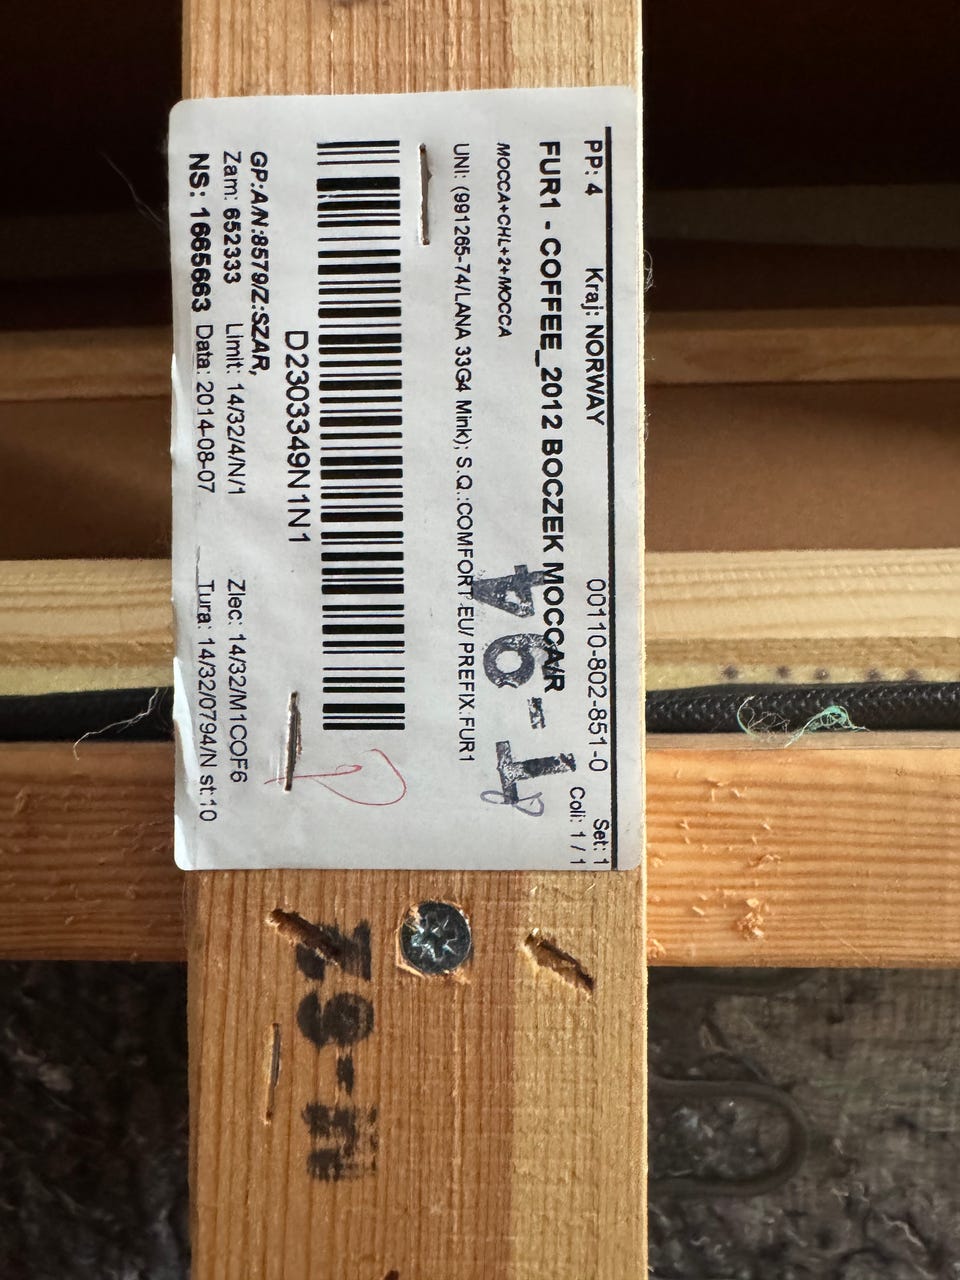 PP: 4 Kraj: NORWAY 00110-802-851-0 Set: 1
Coli: 1 / 1
FUR1 - COFFEE_2012 BOCZEK MOCCA/R
MOCCA+CHL+2+MOCCA
UNI: (991265-74/LANA 33G4 Mink); S.Q.:COMFORT-EU/ PREFIX:FUR1
D2303349N1N1
GP:A/N:8579/Z:SZAR,
Zam: 652333 Limit: 14/32/4/N/1 Zlec: 14/32/M1COF6
NS: 1665663 Data: 2014-08-07 Tura: 14/32/0794/N st:10